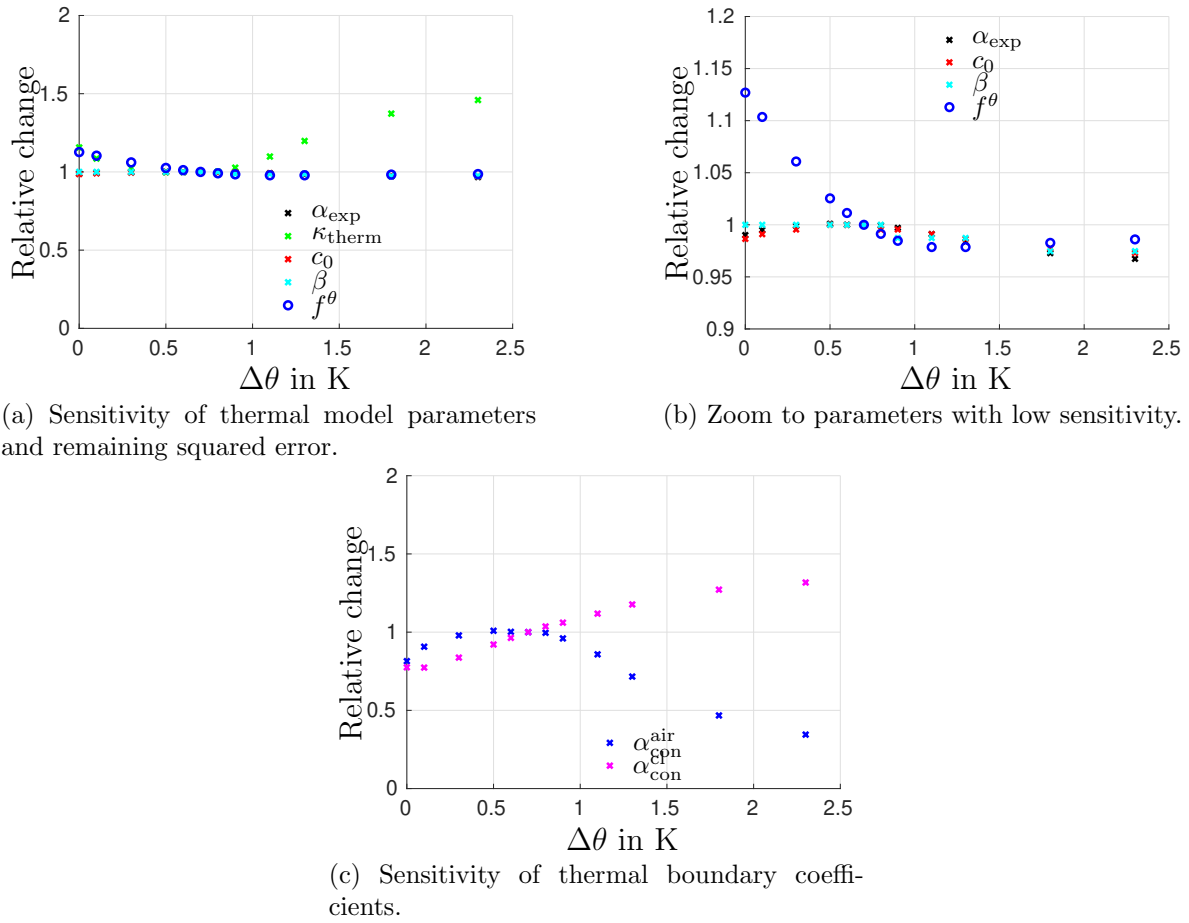 2
1.5
1
0.5
0
0
0.5
1
1.5
2
2.5
Relative change
Δθ in K
α_exp
κ_therm
c_0
β
f^θ
(a) Sensitivity of thermal model parameters
and remaining squared error.
1.2
1.15
1.1
1.05
1
0.95
0.9
0
0.5
1
1.5
2
2.5
Relative change
Δθ in K
α_exp
c_0
β
f^θ
(b) Zoom to parameters with low sensitivity.
2
1.5
1
0.5
0
0
0.5
1
1.5
2
2.5
Relative change
Δθ in K
α_con^air
α_con^cl
(c) Sensitivity of thermal boundary coeffi-
cients.